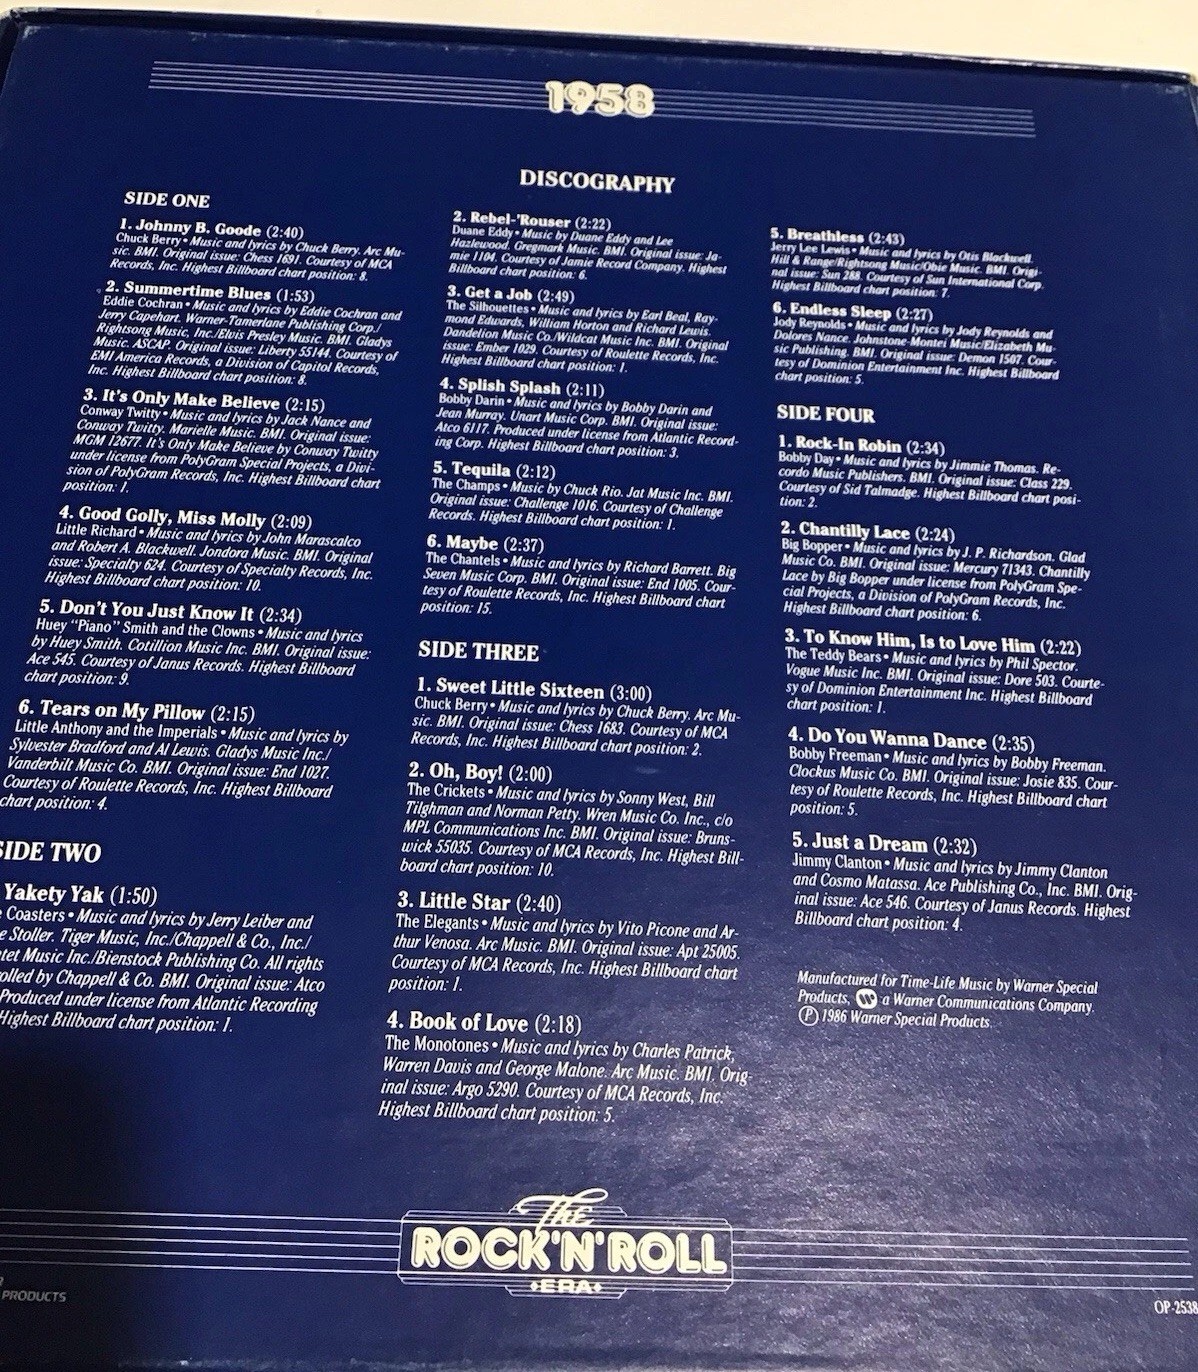 1958
DISCOGRAPHY
SIDE ONE
1. Johnny B. Goode (2:40)
Chuck Berry • Music and lyrics by Chuck Berry. Arc Mu-
sic. BMI. Original issue: Chess 1691. Courtesy of MCA
Records, Inc. Highest Billboard chart position: 8.
2. Summertime Blues (1:53)
Eddie Cochran • Music and lyrics by Eddie Cochran and
Jerry Capehart. Warner-Tamerlane Publishing Corp./
Rightsong Music, Inc./Elvis Presley Music. BMI. Gladys
Music. ASCAP. Original issue: Liberty 55144. Courtesy of
EMI America Records, a Division of Capitol Records,
Inc. Highest Billboard chart position: 8.
3. It's Only Make Believe (2:15)
Conway Twitty • Music and lyrics by Jack Nance and
Conway Twitty. Marielle Music. BMI. Original issue:
MGM 12677. It's Only Make Believe by Conway Twitty
under license from PolyGram Special Projects, a Divi-
sion of PolyGram Records, Inc. Highest Billboard chart
position: 1.
4. Good Golly, Miss Molly (2:09)
Little Richard • Music and lyrics by John Marascalco
and Robert A. Blackwell. Jondora Music. BMI. Original
issue: Specialty 624. Courtesy of Specialty Records, Inc.
Highest Billboard chart position: 10.
5. Don't You Just Know It (2:34)
Huey "Piano" Smith and the Clowns • Music and lyrics
by Huey Smith. Cotillion Music Inc. BMI. Original issue:
Ace 545. Courtesy of Janus Records. Highest Billboard
chart position: 9.
6. Tears on My Pillow (2:15)
Little Anthony and the Imperials • Music and lyrics by
Sylvester Bradford and Al Lewis. Gladys Music Inc./
Vanderbilt Music Co. BMI. Original issue: End 1027.
Courtesy of Roulette Records, Inc. Highest Billboard
chart position: 4.
SIDE TWO
Yakety Yak (1:50)
Coasters • Music and lyrics by Jerry Leiber and
e Stoller. Tiger Music, Inc./Chappell & Co., Inc./
tet Music Inc./Bienstock Publishing Co. All rights
olled by Chappell & Co. BMI. Original issue: Atco
Produced under license from Atlantic Recording
Highest Billboard chart position: 1.
2. Rebel-'Rouser (2:22)
Duane Eddy • Music by Duane Eddy and Lee
Hazlewood. Gregmark Music. BMI. Original issue: Ja-
mie 1104. Courtesy of Jamie Record Company. Highest
Billboard chart position: 6.
3. Get a Job (2:49)
The Silhouettes • Music and lyrics by Earl Beal, Ray-
mond Edwards, William Horton and Richard Lewis.
Dandelion Music Co./Wildcat Music Inc. BMI. Original
issue: Ember 1029. Courtesy of Roulette Records, Inc.
Highest Billboard chart position: 1.
4. Splish Splash (2:11)
Bobby Darin • Music and lyrics by Bobby Darin and
Jean Murray. Unart Music Corp. BMI. Original issue:
Atco 6117. Produced under license from Atlantic Record-
ing Corp. Highest Billboard chart position: 3.
5. Tequila (2:12)
The Champs • Music by Chuck Rio. Jat Music Inc. BMI.
Original issue: Challenge 1016. Courtesy of Challenge
Records. Highest Billboard chart position: 1.
6. Maybe (2:37)
The Chantels • Music and lyrics by Richard Barrett. Big
Seven Music Corp. BMI. Original issue: End 1005. Cour-
tesy of Roulette Records, Inc. Highest Billboard chart
position: 15.
SIDE THREE
1. Sweet Little Sixteen (3:00)
Chuck Berry • Music and lyrics by Chuck Berry. Arc Mu-
sic. BMI. Original issue: Chess 1683. Courtesy of MCA
Records, Inc. Highest Billboard chart position: 2.
2. Oh, Boy! (2:00)
The Crickets • Music and lyrics by Sonny West, Bill
Tilghman and Norman Petty. Wren Music Co. Inc., c/o
MPL Communications Inc. BMI. Original issue: Bruns-
wick 55035. Courtesy of MCA Records, Inc. Highest Bill-
board chart position: 10.
3. Little Star (2:40)
The Elegants • Music and lyrics by Vito Picone and Ar-
thur Venosa. Arc Music. BMI. Original issue: Apt 25005.
Courtesy of MCA Records, Inc. Highest Billboard chart
position: 1.
4. Book of Love (2:18)
The Monotones • Music and lyrics by Charles Patrick,
Warren Davis and George Malone. Arc Music. BMI. Orig-
inal issue: Argo 5290. Courtesy of MCA Records, Inc.
Highest Billboard chart position: 5.
5. Breathless (2:43)
Jerry Lee Lewis • Music and lyrics by Otis Blackwell.
Hill & Range/Rightsong Music/Obie Music. BMI. Origi-
nal issue: Sun 288. Courtesy of Sun International Corp.
Highest Billboard chart position: 7.
6. Endless Sleep (2:27)
Jody Reynolds • Music and lyrics by Jody Reynolds and
Dolores Nance. Johnstone-Montei Music/Elizabeth Mu-
sic Publishing. BMI. Original issue: Demon 1507. Cour-
tesy of Dominion Entertainment Inc. Highest Billboard
chart position: 5.
SIDE FOUR
1. Rock-In Robin (2:34)
Bobby Day • Music and lyrics by Jimmie Thomas. Re-
cordo Music Publishers. BMI. Original issue: Class 229.
Courtesy of Sid Talmadge. Highest Billboard chart posi-
tion: 2.
2. Chantilly Lace (2:24)
Big Bopper • Music and lyrics by J. P. Richardson. Glad
Music Co. BMI. Original issue: Mercury 71343. Chantilly
Lace by Big Bopper under license from PolyGram Spe-
cial Projects, a Division of PolyGram Records, Inc.
Highest Billboard chart position: 6.
3. To Know Him, Is to Love Him (2:22)
The Teddy Bears • Music and lyrics by Phil Spector.
Vogue Music Inc. BMI. Original issue: Dore 503. Courte-
sy of Dominion Entertainment Inc. Highest Billboard
chart position: 1.
4. Do You Wanna Dance (2:35)
Bobby Freeman • Music and lyrics by Bobby Freeman.
Clockus Music Co. BMI. Original issue: Josie 835. Cour-
tesy of Roulette Records, Inc. Highest Billboard chart
position: 5.
5. Just a Dream (2:32)
Jimmy Clanton • Music and lyrics by Jimmy Clanton
and Cosmo Matassa. Ace Publishing Co., Inc. BMI. Orig-
inal issue: Ace 546. Courtesy of Janus Records. Highest
Billboard chart position: 4.
Manufactured for Time-Life Music by Warner Special
Products, a Warner Communications Company.
Ⓟ 1986 Warner Special Products.
The
ROCK'N'ROLL
ERA
PRODUCTS
OP-2538